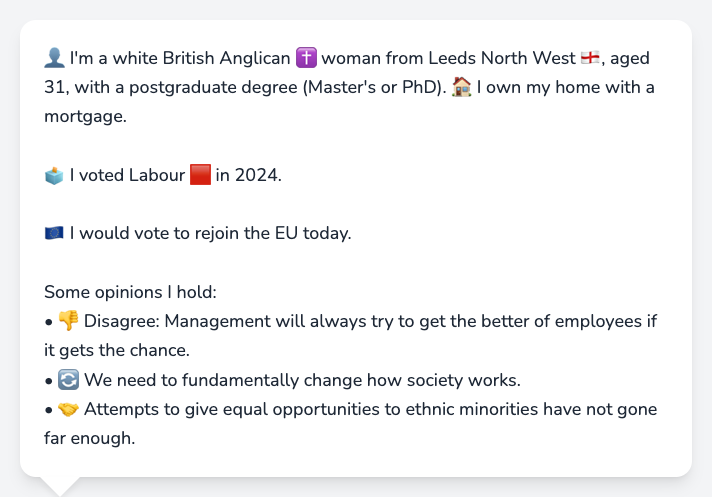 👤 I'm a white British Anglican ✝️ woman from Leeds North West 🏴󠁧󠁢󠁥󠁮󠁧󠁿, aged
31, with a postgraduate degree (Master's or PhD). 🏠 I own my home with a
mortgage.
🗳️ I voted Labour 🟥 in 2024.
🇪🇺 I would vote to rejoin the EU today.
Some opinions I hold:
• 👎 Disagree: Management will always try to get the better of employees if
it gets the chance.
• 🔄 We need to fundamentally change how society works.
• 🤝 Attempts to give equal opportunities to ethnic minorities have not gone
far enough.